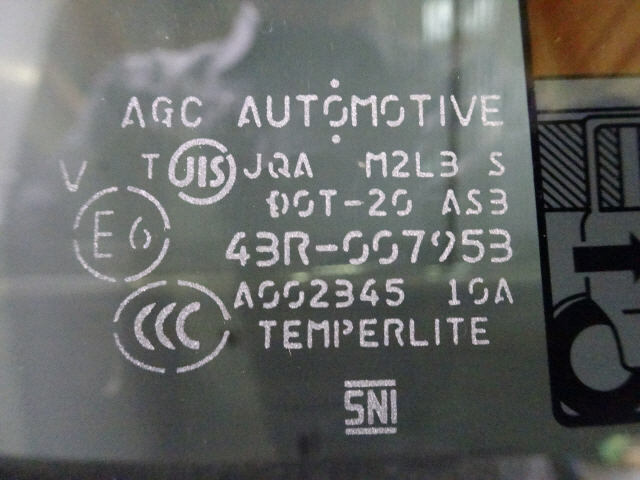 AGC AUTOMOTIVE
V T JIS JQA M2L3 S
DOT-20 AS3
E6 43R-007953
CCC A002345 10A
TEMPERLITE
SNI